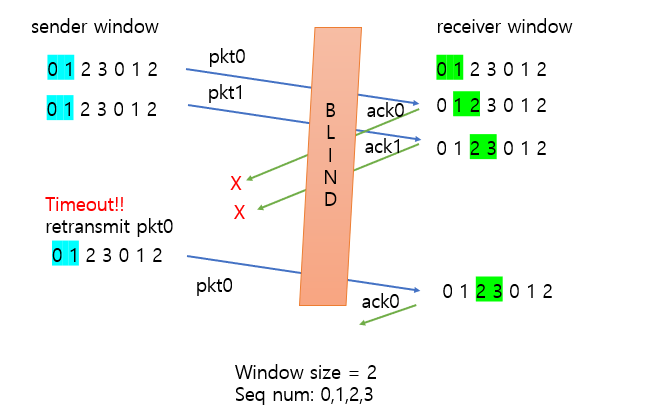 sender window
receiver window
0 1 2 3 0 1 2
pkt0
0 1 2 3 0 1 2
0 1 2 3 0 1 2
pkt1
ack0
0 1 2 3 0 1 2
ack1
0 1 2 3 0 1 2
B
L
I
N
D
X
X
Timeout!!
retransmit pkt0
0 1 2 3 0 1 2
pkt0
ack0
0 1 2 3 0 1 2
Window size = 2
Seq num: 0,1,2,3